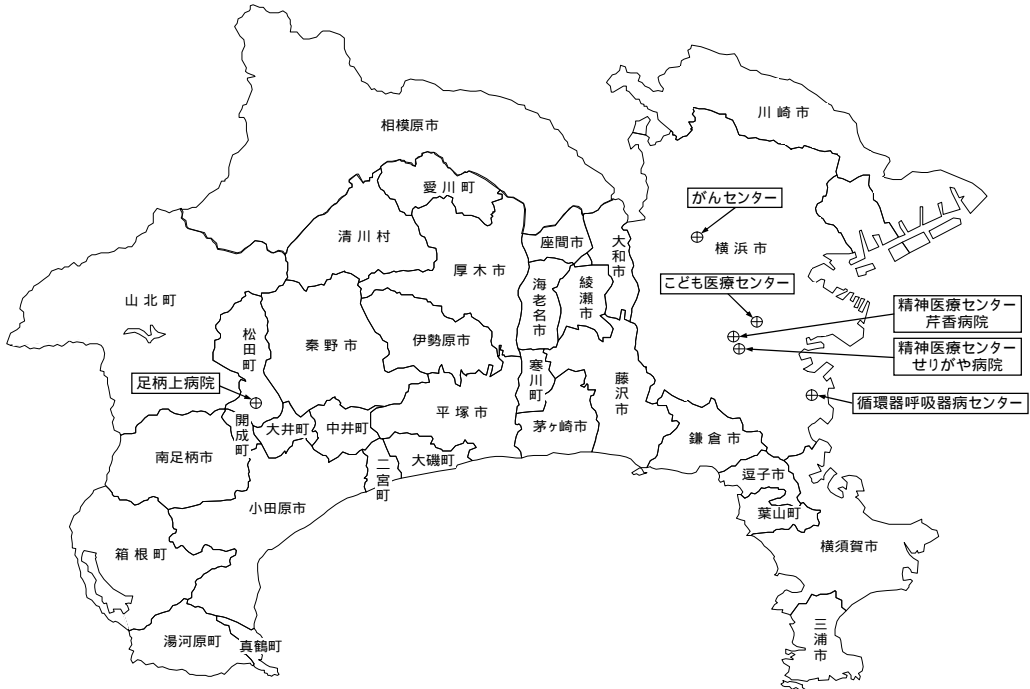 川崎市
相模原市
愛川町
がんセンター
清川村
座間市
大和市
横浜市
厚木市
こども医療センター
海老名市
綾瀬市
山北町
精神医療センター
芹香病院
松田町
秦野市
伊勢原市
精神医療センター
せりがや病院
寒川町
足柄上病院
藤沢市
循環器呼吸器病センター
平塚市
開成町
大井町
中井町
茅ヶ崎市
鎌倉市
南足柄市
二宮町
大磯町
逗子市
小田原市
葉山町
箱根町
横須賀市
湯河原町
真鶴町
三浦市